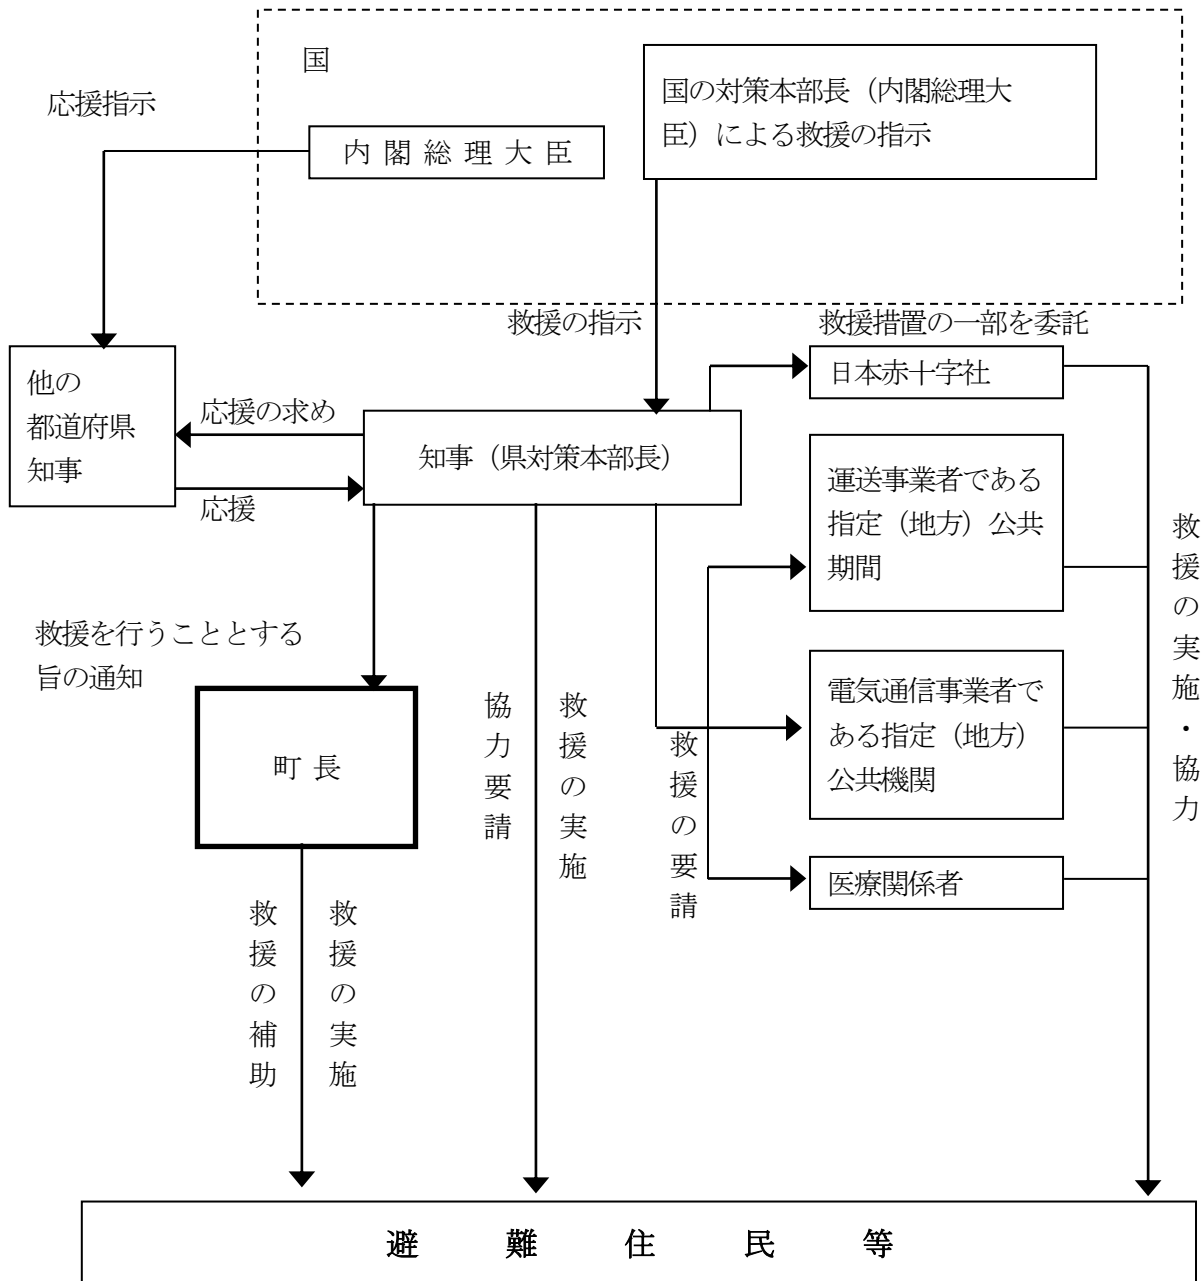 国
国の対策本部長（内閣総理大
臣）による救援の指示
応援指示
内閣総理大臣
救援の指示
救援措置の一部を委託
日本赤十字社
他の
都道府県
知事
応援の求め
応援
知事（県対策本部長）
運送事業者である
指定（地方）公共
期間
救援を行うこととする
旨の通知
町長
協力要請
救援の実施
救援の要請
電気通信事業者で
ある指定（地方）
公共機関
医療関係者
救援の実施・協力
救援の補助
救援の実施
避難住民等